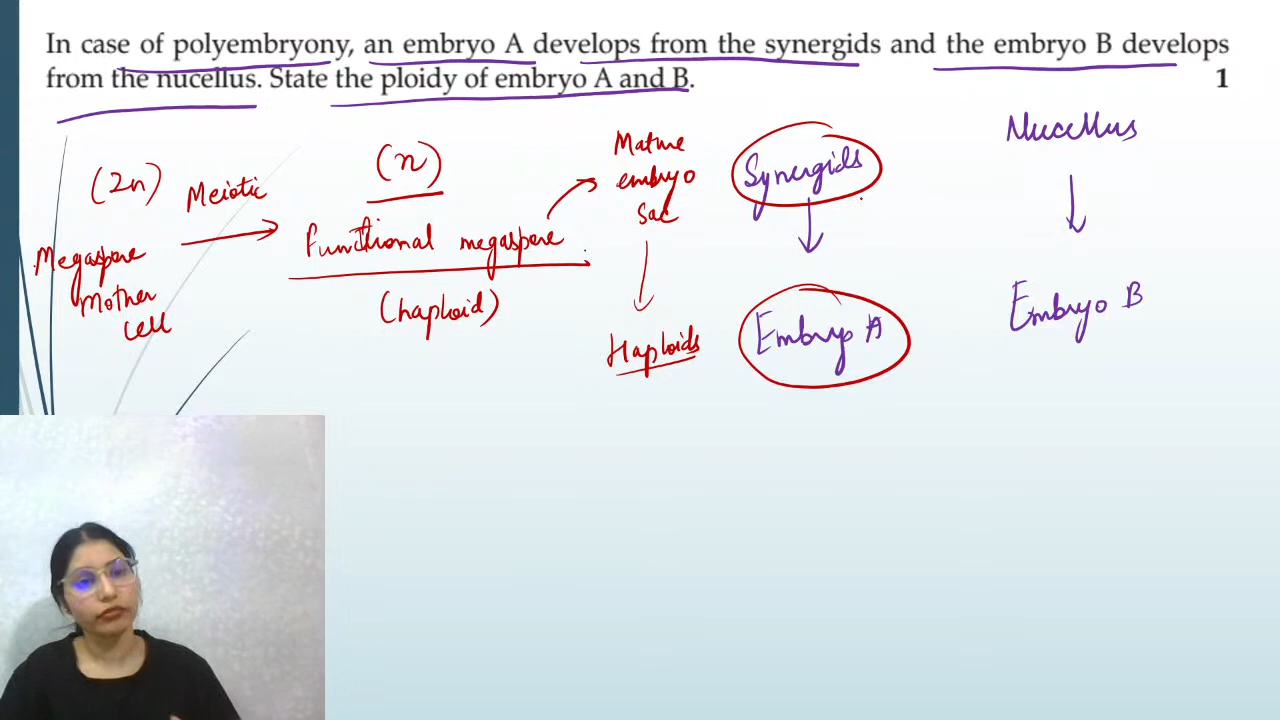 In case of polyembryony, an embryo A develops from the synergids and the embryo B develops
from the nucellus. State the ploidy of embryo A and B. 1
(2n)
Megaspore
Mother
cell
Meiotic
(n)
Functional megaspore
(haploid)
Mature
embryo
sac
Haploids
Synergids
Embryo A
Nucellus
Embryo B